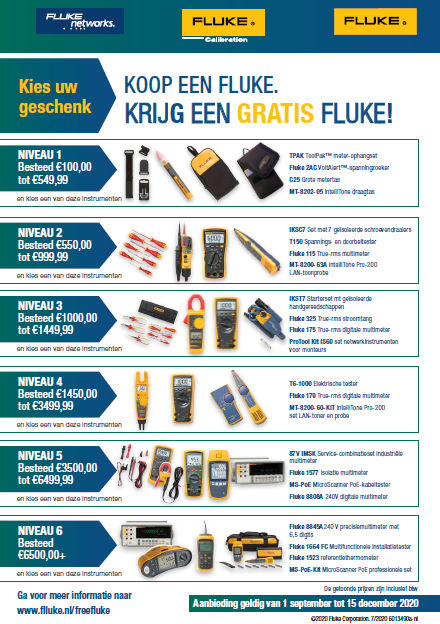 FLUKE networks.
FLUKE®
Calibration
FLUKE®
Kies uw
geschenk
KOOP EEN FLUKE.
KRIJG EEN GRATIS FLUKE!
NIVEAU 1
Besteed €100,00
tot €549,99
en kies een van deze instrumenten
TPAK ToolPak™ meter-ophangset
Fluke 2AC VoltAlert™-spanningzoeker
C25 Grote metertas
MT-8202-05 IntelliTone draagtas
NIVEAU 2
Besteed €550,00
tot €999,99
en kies een van deze instrumenten
IKSC7 Set met 7 geïsoleerde schroevendraaiers
T150 Spannings- en doorbeltester
Fluke 115 True-rms multimeter
MT-8200-63A IntelliTone Pro-200
LAN-toonprobe
NIVEAU 3
Besteed €1000,00
tot €1449,99
en kies een van deze instrumenten
IKST7 Starterset mt geïsoleerde
handgereedschappen
Fluke 325 True-rms stroomtang
Fluke 175 True-rms digitale multimeter
ProTool Kit IS60 set netwerkinstrumenten
voor monteurs
NIVEAU 4
Besteed €1450,00
tot €3499,99
en kies een van deze instrumenten
T6-1000 Elektrische tester
Fluke 179 True-rms digitale multimeter
MT-8200-60-KIT IntelliTone Pro-200
set LAN-toner en probe
NIVEAU 5
Besteed €3500,00
tot €6499,99
en kies een van deze instrumenten
87V IMSK Service-combinatieset industriële
multimeter
Fluke 1577 Isolatie multimeter
MS-PoE MicroScanner PoE-kabeltester
Fluke 8808A 240V digitale multimeter
NIVEAU 6
Besteed
€6500,00+
en kies een van deze instrumenten
Fluke 8845A 240 V precisiemultimeter met
6,5 digits
Fluke 1664 FC Multifunctionele installatietester
Fluke 1523 referentiethermometer
MS-PoE-Kit MicroScanner PoE professionele set
De getoonde prijzen zijn inclusief btw
Ga voor meer informatie naar
www.flluke.nl/freefluke
Aanbieding geldig van 1 september tot 15 december 2020
©2020 Fluke Corporation. 7/2020 6013490a-nl